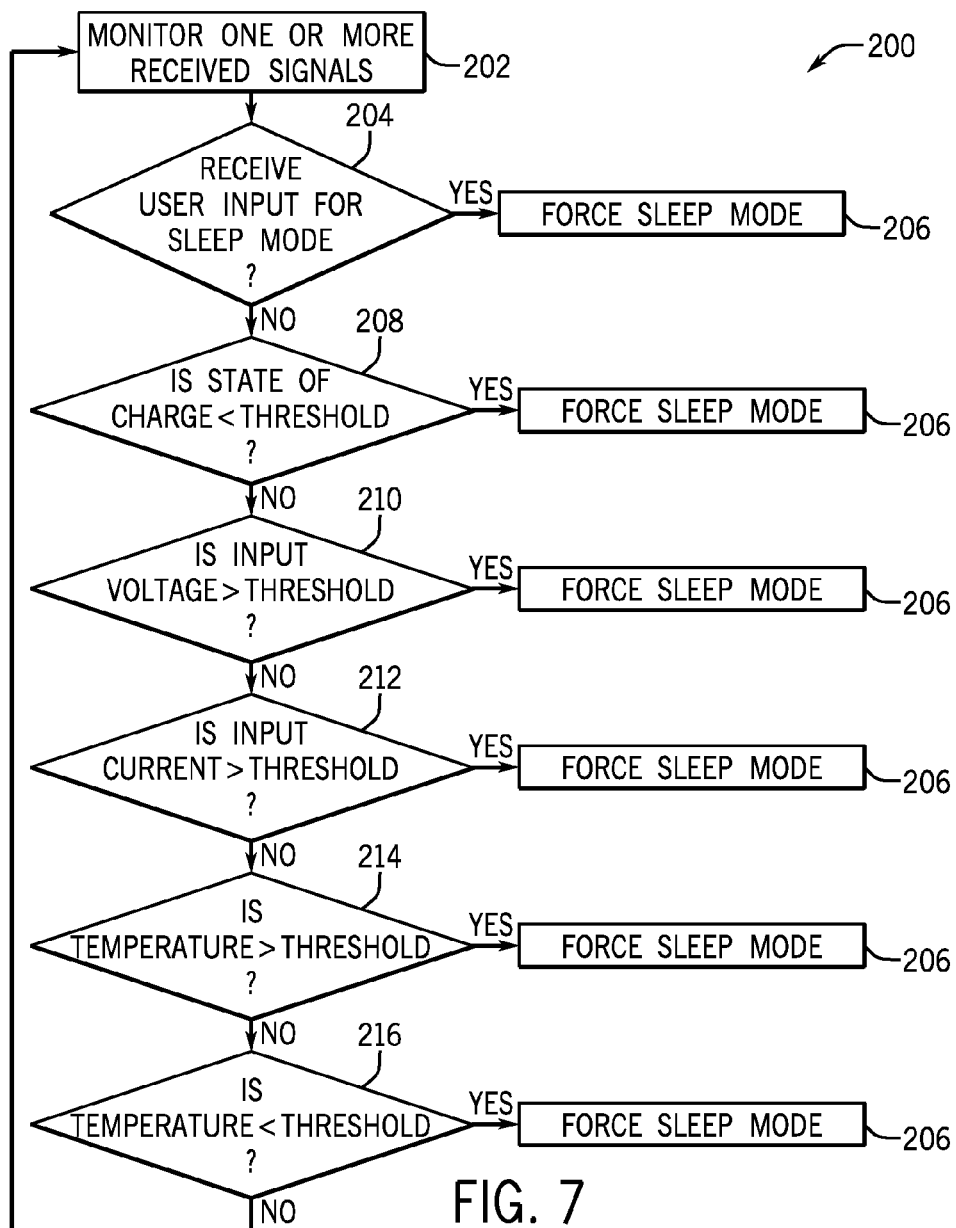 MONITOR ONE OR MORE
RECEIVED SIGNALS
202
200
204
RECEIVE
USER INPUT FOR
SLEEP MODE
?
YES
FORCE SLEEP MODE
206
NO
208
IS STATE OF
CHARGE < THRESHOLD
?
YES
FORCE SLEEP MODE
206
NO
210
IS INPUT
VOLTAGE > THRESHOLD
?
YES
FORCE SLEEP MODE
206
NO
212
IS INPUT
CURRENT > THRESHOLD
?
YES
FORCE SLEEP MODE
206
NO
214
IS
TEMPERATURE > THRESHOLD
?
YES
FORCE SLEEP MODE
206
NO
216
IS
TEMPERATURE < THRESHOLD
?
YES
FORCE SLEEP MODE
206
NO
FIG. 7